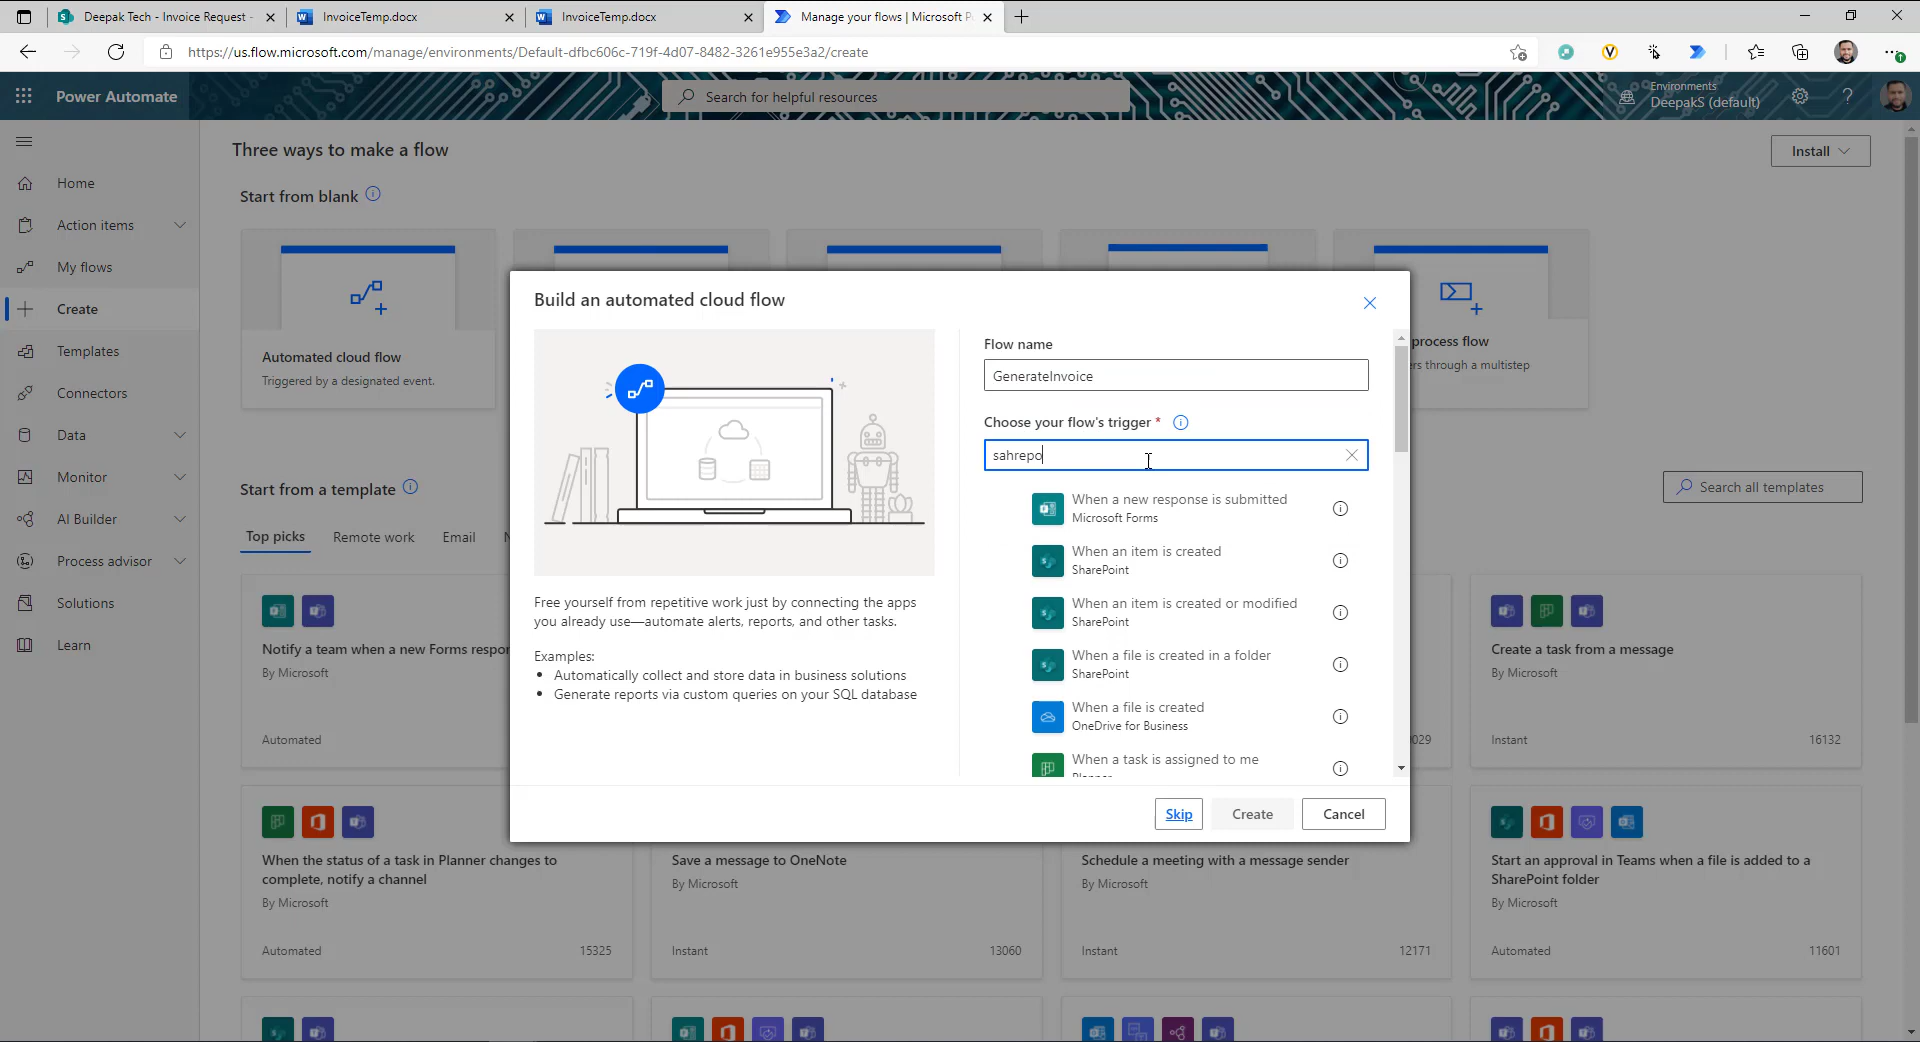 Deepak Tech - Invoice Request -
InvoiceTemp.docx
InvoiceTemp.docx
Manage your flows | Microsoft P
https://us.flow.microsoft.com/manage/environments/Default-dfbc606c-719f-4d07-8482-3261e955e3a2/create
Power Automate
Search for helpful resources
Environments
DeepakS (default)
Three ways to make a flow
Install
Home
Start from blank
Action items
My flows
Create
Templates
Connectors
Data
Monitor
AI Builder
Process advisor
Solutions
Learn
Automated cloud flow
Triggered by a designated event.
process flow
ers through a multistep
Build an automated cloud flow
Flow name
GenerateInvoice
Choose your flow's trigger *
sahrepo
When a new response is submitted
Microsoft Forms
When an item is created
SharePoint
When an item is created or modified
SharePoint
When a file is created in a folder
SharePoint
When a file is created
OneDrive for Business
When a task is assigned to me
Planner
Free yourself from repetitive work just by connecting the apps
you already use—automate alerts, reports, and other tasks.
Examples:
• Automatically collect and store data in business solutions
• Generate reports via custom queries on your SQL database
Skip
Create
Cancel
Start from a template
Search all templates
Top picks
Remote work
Email
N
Notify a team when a new Forms respor
By Microsoft
Automated
0029
Create a task from a message
By Microsoft
Instant
16132
When the status of a task in Planner changes to
complete, notify a channel
By Microsoft
Automated
15325
Save a message to OneNote
By Microsoft
Instant
13060
Schedule a meeting with a message sender
By Microsoft
Instant
12171
Start an approval in Teams when a file is added to a
SharePoint folder
By Microsoft
Automated
11601